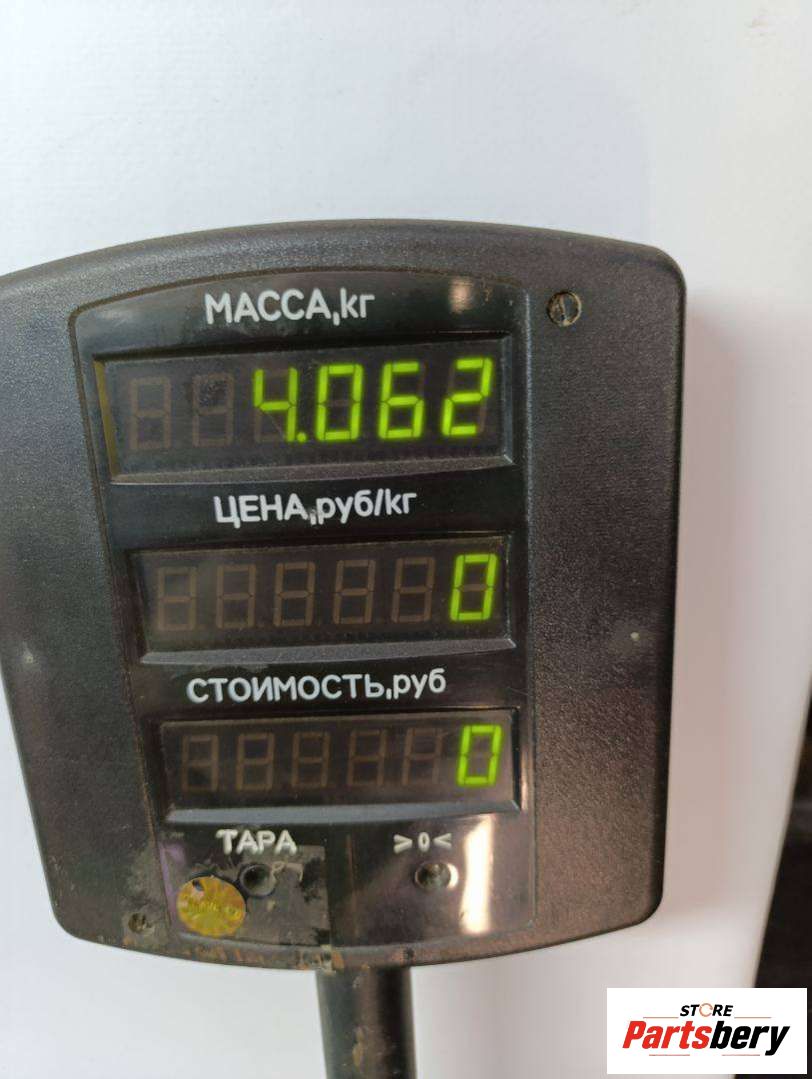 МАССА,кг
4.062
ЦЕНА,руб/кг
0
СТОИМОСТЬ,руб
0
ТАРА >0<
STORE
Partsbery